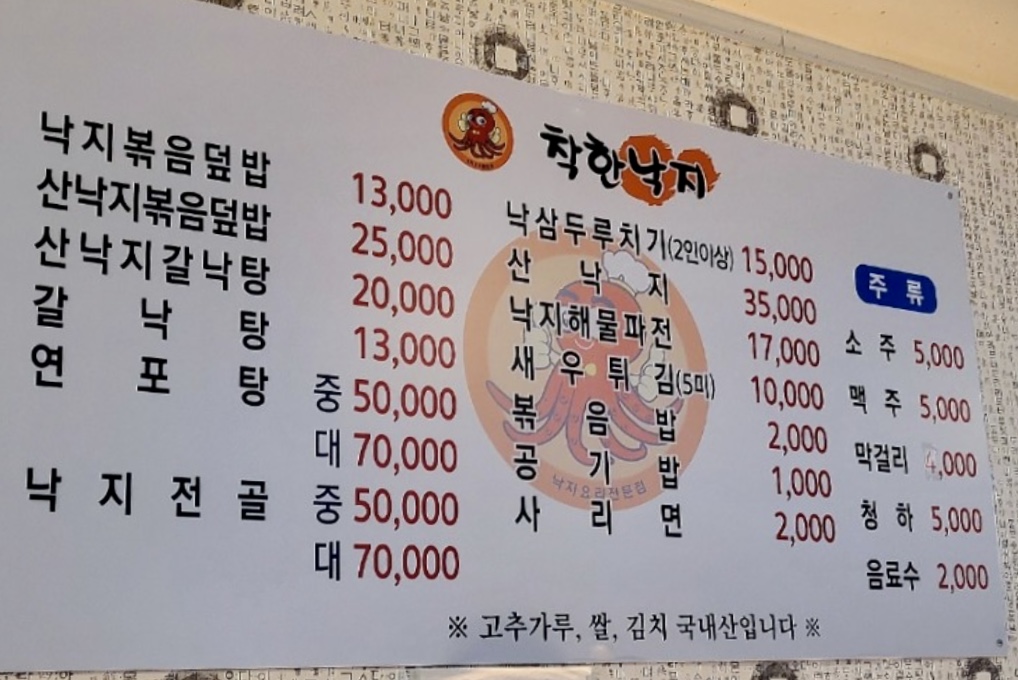 착한낙지
낙지볶음덮밥 13,000
산낙지볶음덮밥 25,000
산낙지갈낙탕 20,000
갈낙탕 13,000
연포탕 중 50,000
대 70,000
낙지전골 중 50,000
대 70,000
낙삼두루치기(2인이상) 15,000
산낙지 35,000
낙지해물파전 17,000
새우튀김(5미) 10,000
볶음밥 2,000
공기밥 1,000
사리면 2,000
낙지요리전문점
주류
소주 5,000
맥주 5,000
막걸리 4,000
청하 5,000
음료수 2,000
※ 고추가루, 쌀, 김치 국내산입니다 ※